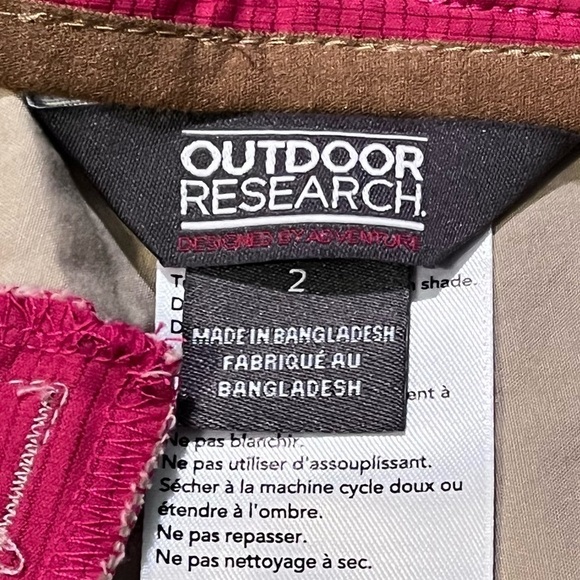 OUTDOOR
RESEARCH.
DESIGNED BY ADVENTURE
2
shade.
MADE IN BANGLADESH
FABRIQUÉ AU
BANGLADESH
ent à
Ne pas blanchir.
Ne pas utiliser d'assouplissant.
Sécher à la machine cycle doux ou
étendre à l'ombre.
Ne pas repasser.
Ne pas nettoyage à sec.